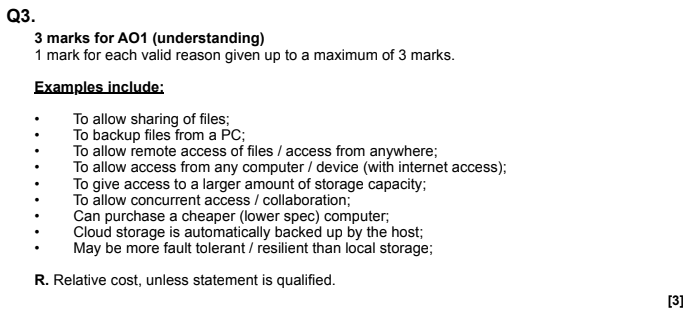 Q3.
3 marks for AO1 (understanding)
1 mark for each valid reason given up to a maximum of 3 marks.
Examples include:
• To allow sharing of files;
• To backup files from a PC;
• To allow remote access of files / access from anywhere;
• To allow access from any computer / device (with internet access);
• To give access to a larger amount of storage capacity;
• To allow concurrent access / collaboration;
• Can purchase a cheaper (lower spec) computer;
• Cloud storage is automatically backed up by the host;
• May be more fault tolerant / resilient than local storage;
R. Relative cost, unless statement is qualified.
[3]